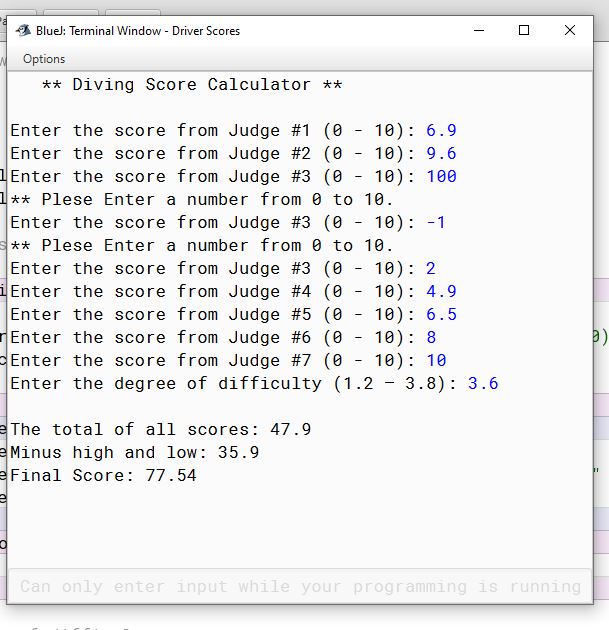 BlueJ: Terminal Window - Driver Scores
Options
** Diving Score Calculator **
Enter the score from Judge #1 (0 - 10): 6.9
Enter the score from Judge #2 (0 - 10): 9.6
Enter the score from Judge #3 (0 - 10): 100
** Plese Enter a number from 0 to 10.
Enter the score from Judge #3 (0 - 10): -1
** Plese Enter a number from 0 to 10.
Enter the score from Judge #3 (0 - 10): 2
Enter the score from Judge #4 (0 - 10): 4.9
Enter the score from Judge #5 (0 - 10): 6.5
Enter the score from Judge #6 (0 - 10): 8
Enter the score from Judge #7 (0 - 10): 10
Enter the degree of difficulty (1.2 – 3.8): 3.6
The total of all scores: 47.9
Minus high and low: 35.9
Final Score: 77.54
Can only enter input while your programming is running